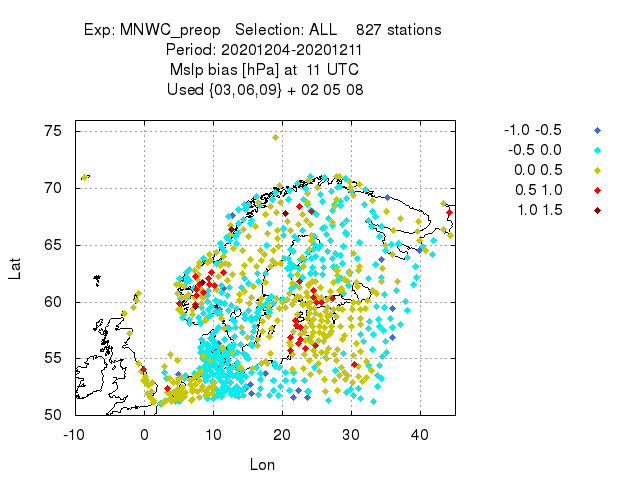 Exp: MNWC_preop   Selection: ALL    827 stations
Period: 20201204-20201211
Mslp bias [hPa] at  11 UTC
Used {03,06,09} + 02 05 08
75
70
65
60
55
50
Lat
-10 0 10 20 30 40
Lon
-1.0 -0.5
-0.5 0.0
0.0 0.5
0.5 1.0
1.0 1.5